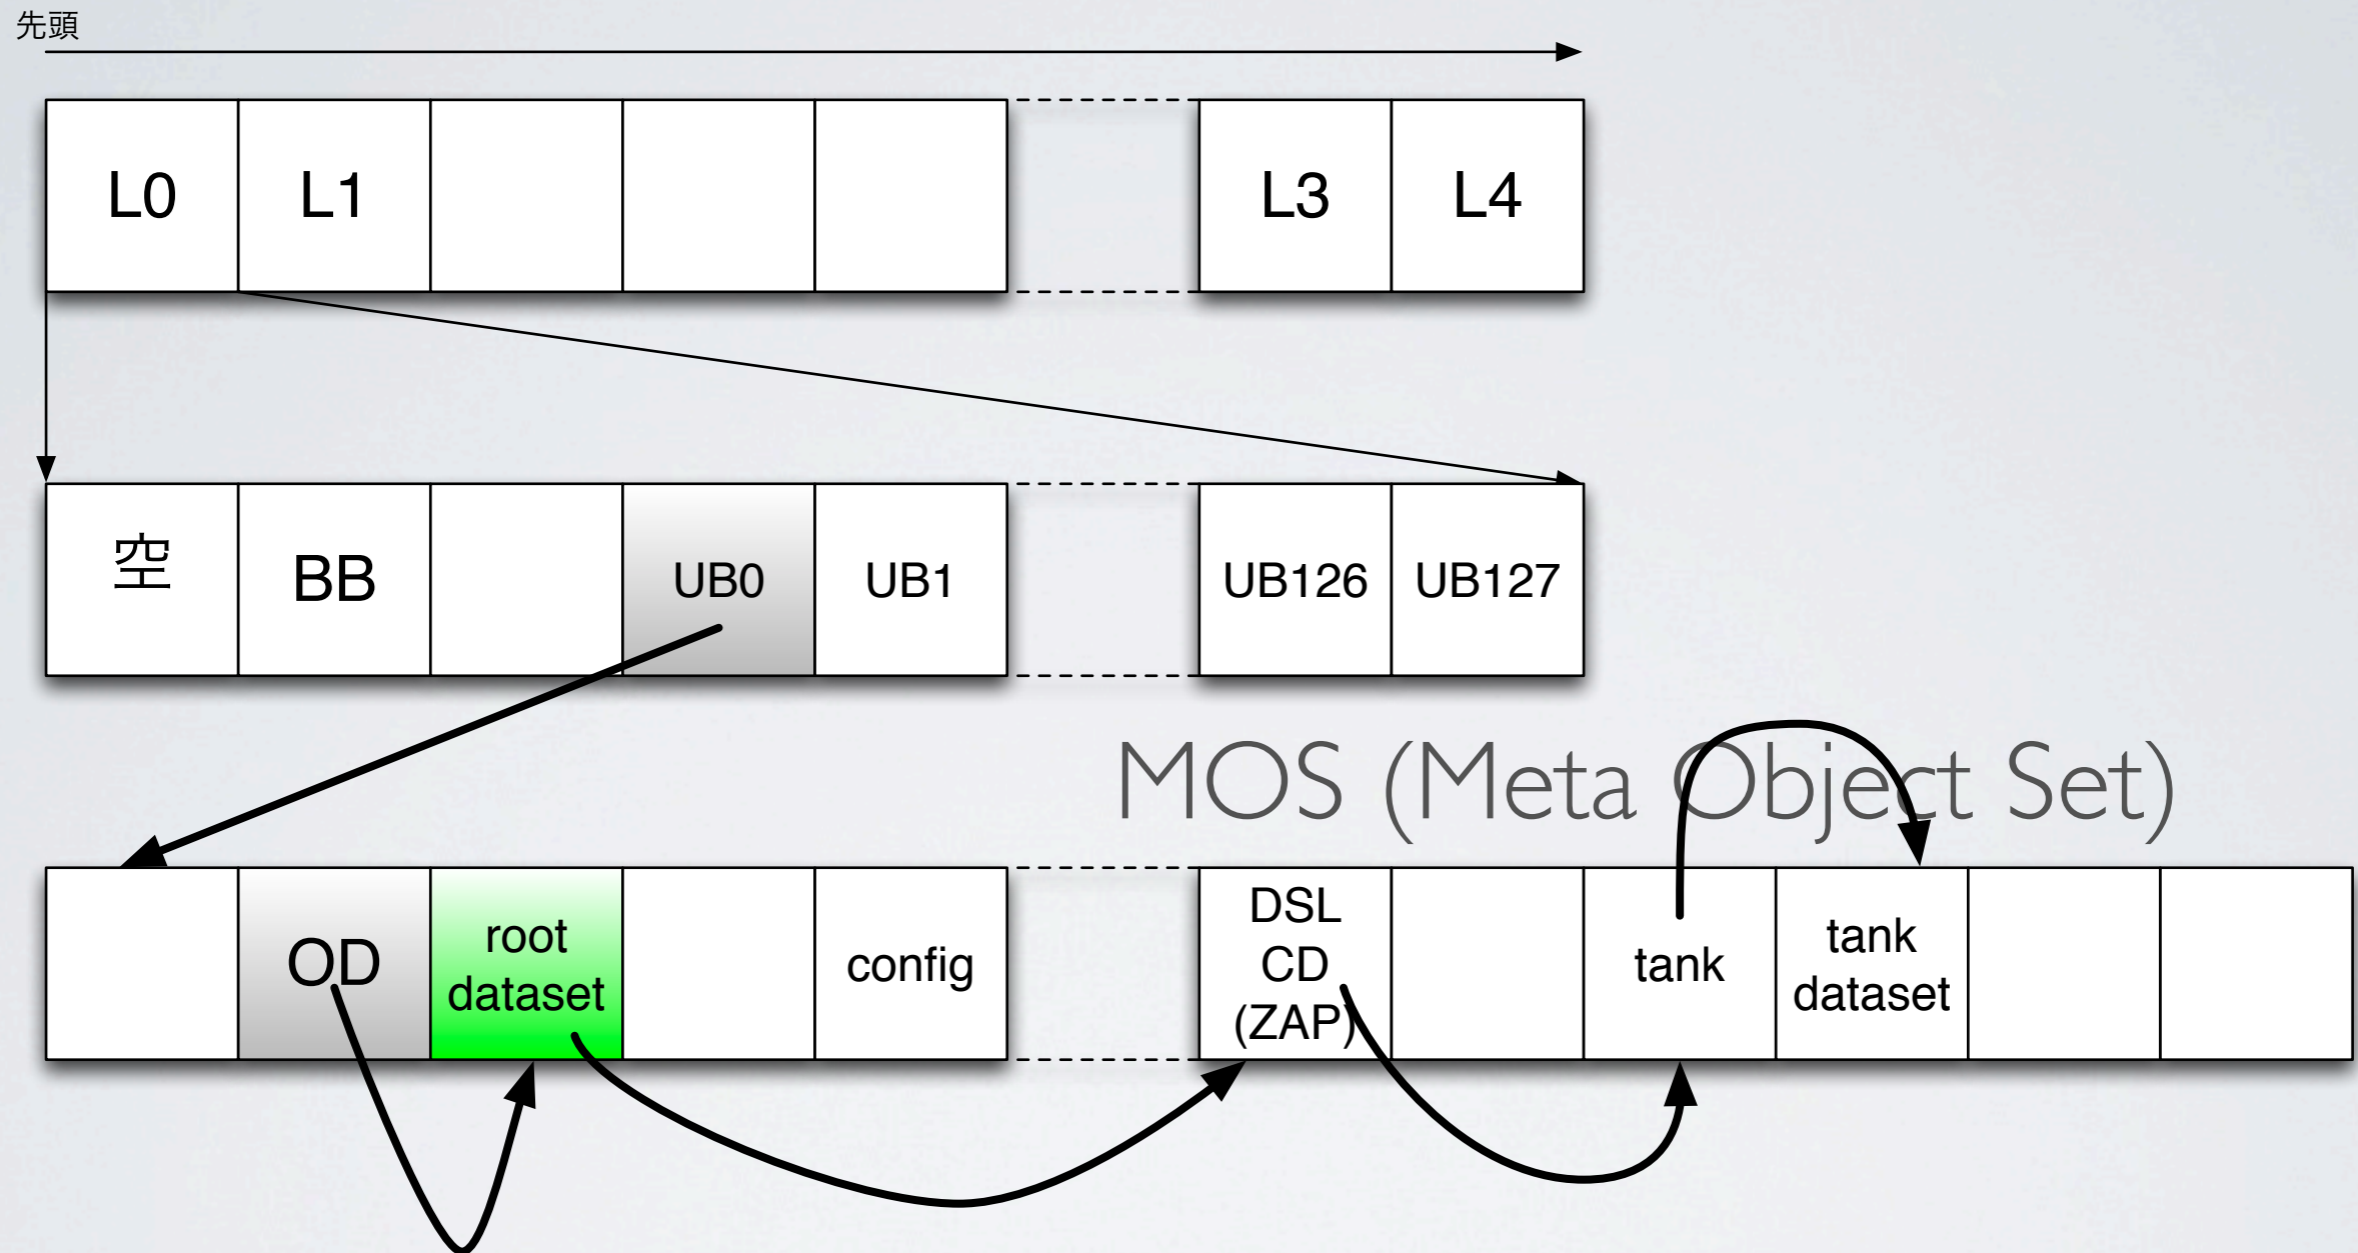 先頭
L0 L1 L3 L4
空 BB UB0 UB1 UB126 UB127
MOS (Meta Object Set)
OD
root
dataset
config
DSL
CD
(ZAP)
tank
tank
dataset